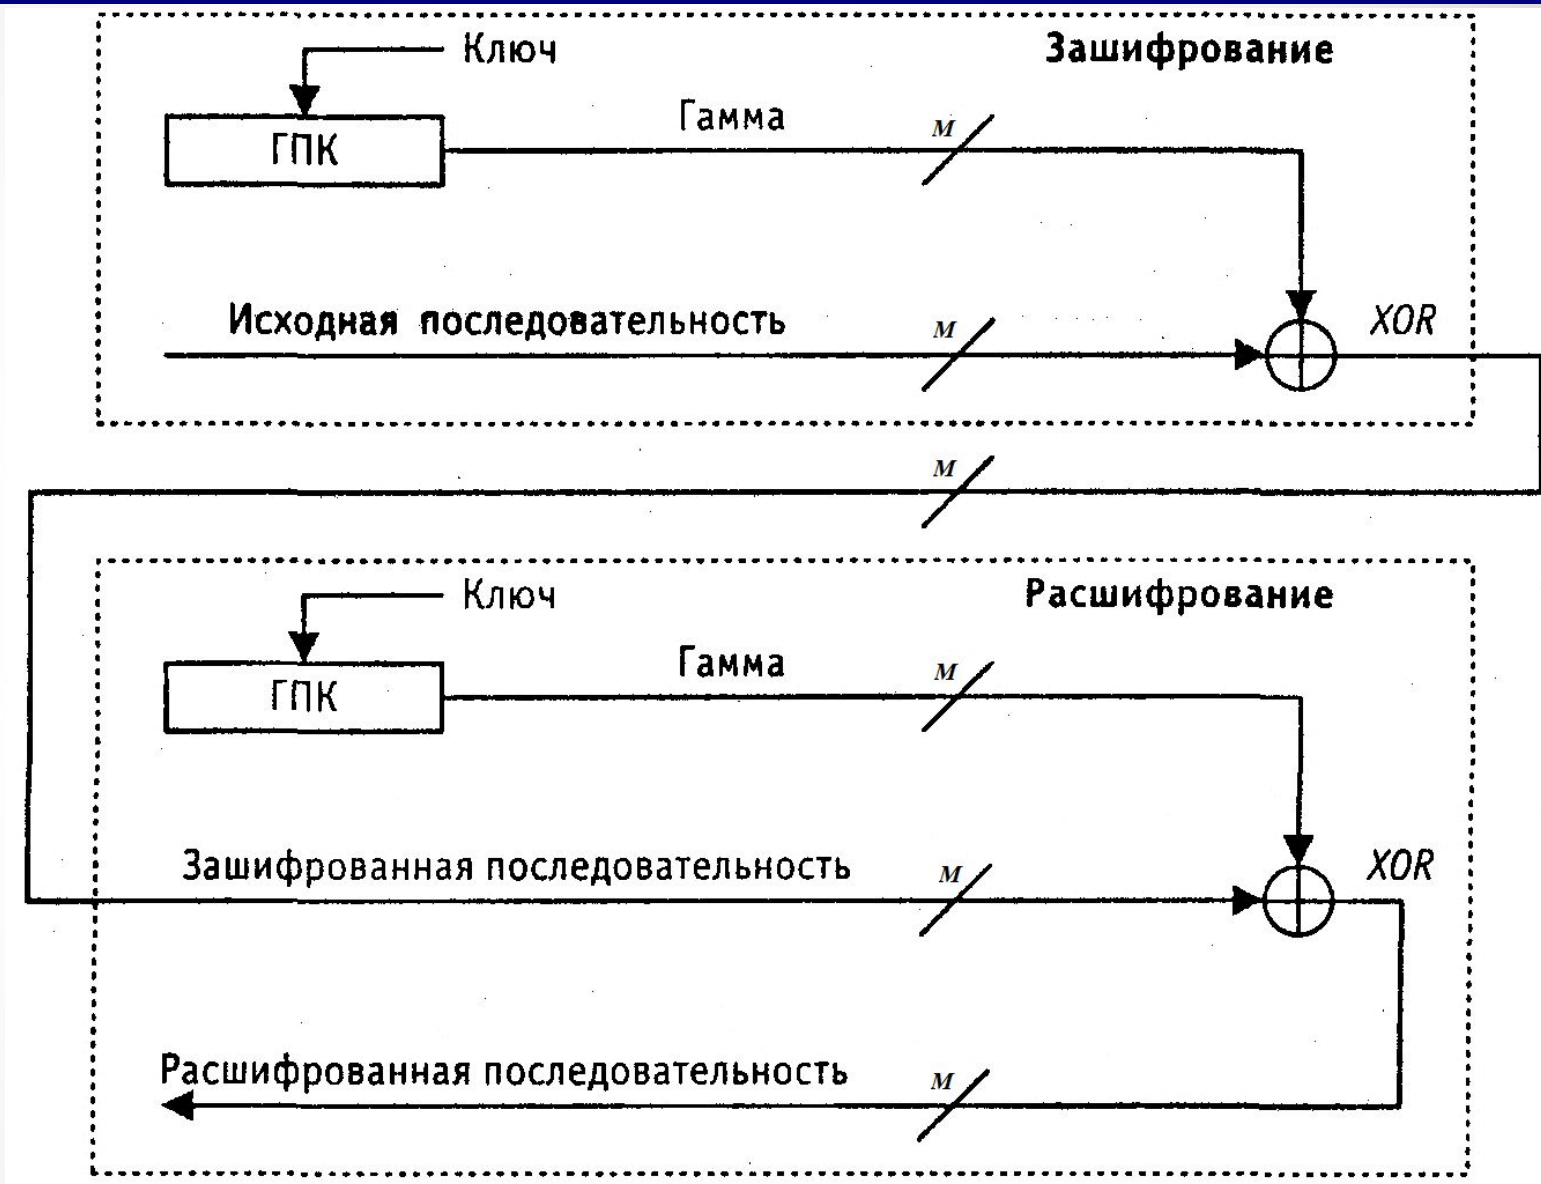 Ключ
Зашифрование
Гамма
М
ГПК
Исходная последовательность
М
XOR
М
Ключ
Расшифрование
Гамма
М
ГПК
Зашифрованная последовательность
М
XOR
Расшифрованная последовательность
М